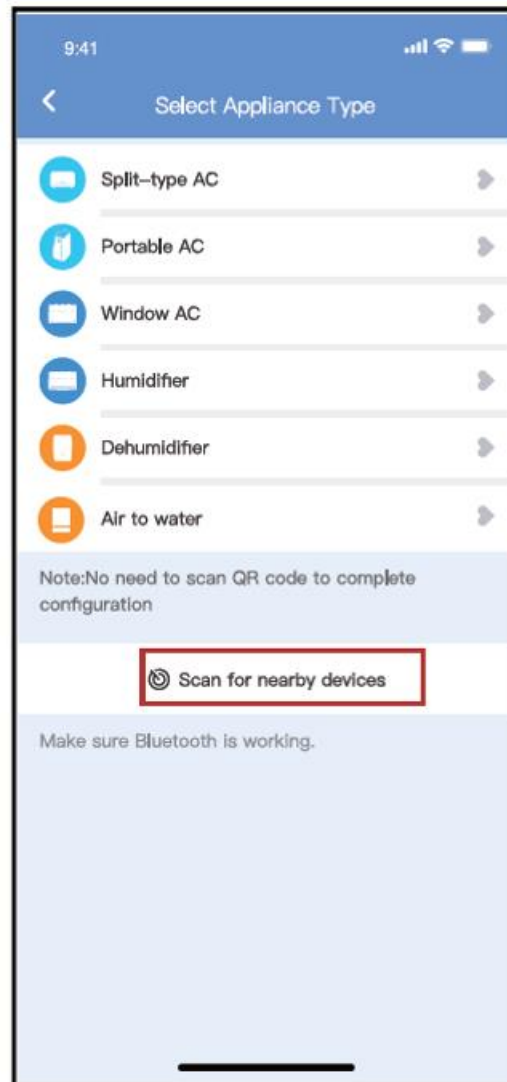 9:41
Select Appliance Type
Split-type AC
Portable AC
Window AC
Humidifier
Dehumidifier
Air to water
Note:No need to scan QR code to complete
configuration
Scan for nearby devices
Make sure Bluetooth is working.